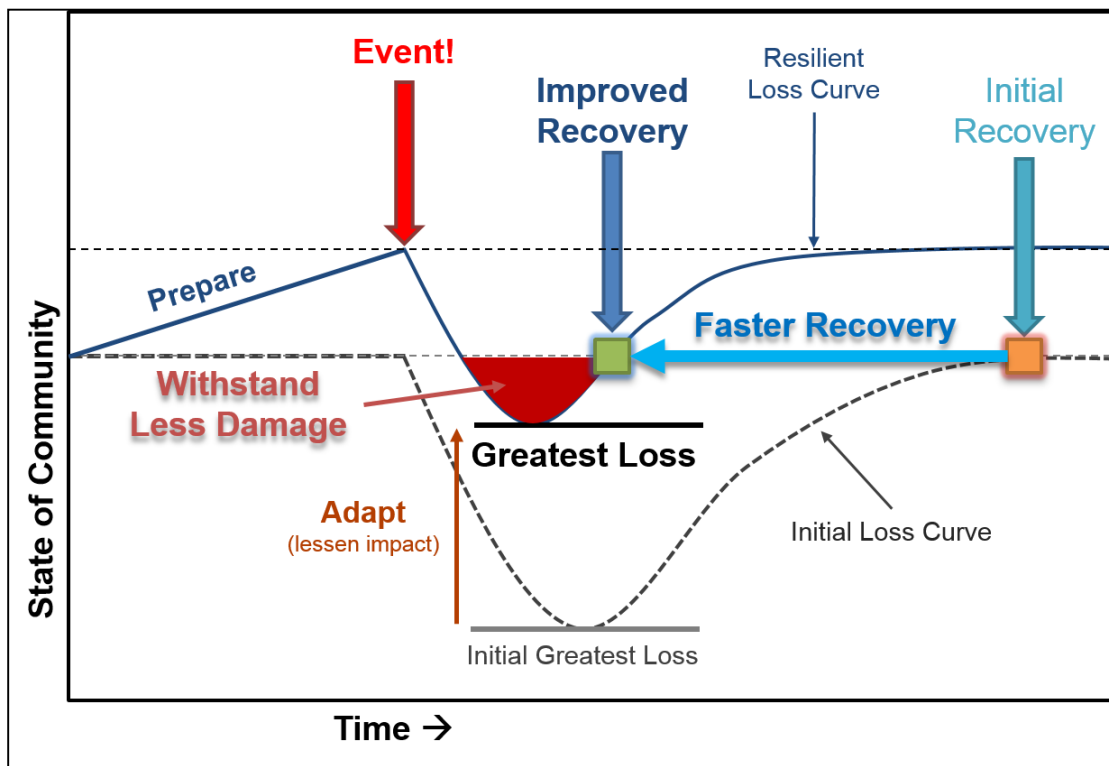 Event!
Improved
Recovery
Resilient
Loss Curve
Initial
Recovery
Prepare
Faster Recovery
Withstand
Less Damage
Greatest Loss
Adapt
(lessen impact)
Initial Loss Curve
Initial Greatest Loss
State of Community
Time →